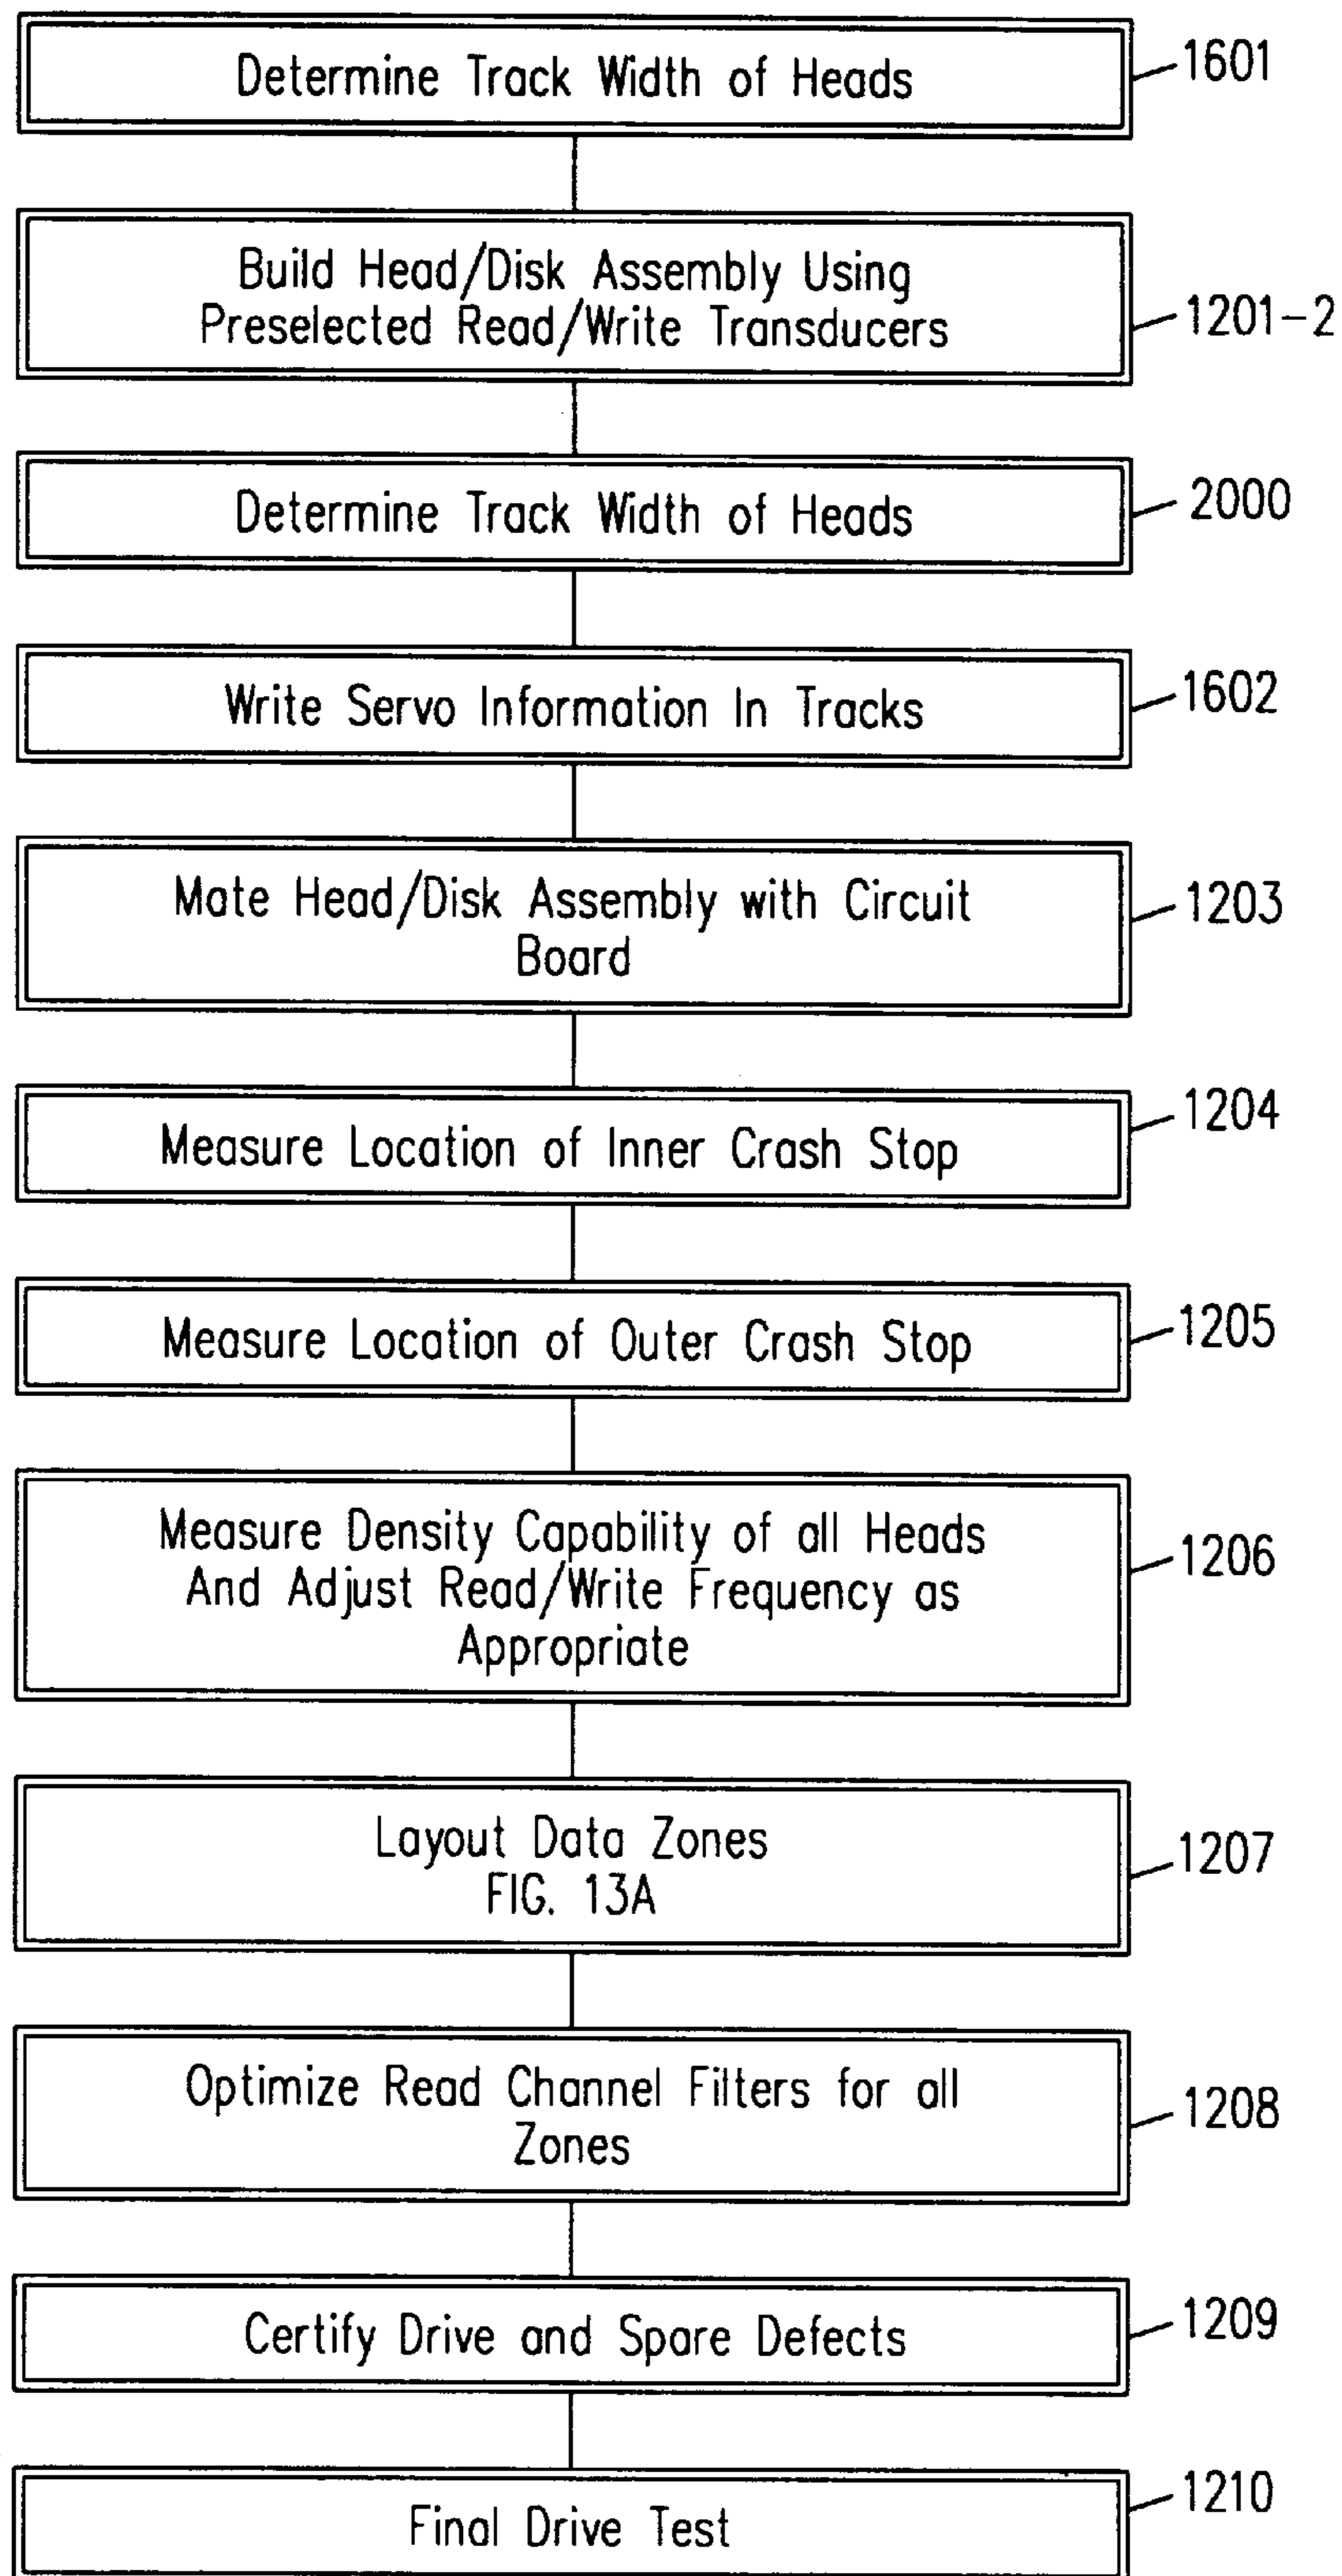 Determine Track Width of Heads
1601
Build Head/Disk Assembly Using
Preselected Read/Write Transducers
1201-2
Determine Track Width of Heads
2000
Write Servo Information In Tracks
1602
Mate Head/Disk Assembly with Circuit
Board
1203
Measure Location of Inner Crash Stop
1204
Measure Location of Outer Crash Stop
1205
Measure Density Capability of all Heads
And Adjust Read/Write Frequency as
Appropriate
1206
Layout Data Zones
FIG. 13A
1207
Optimize Read Channel Filters for all
Zones
1208
Certify Drive and Spare Defects
1209
Final Drive Test
1210